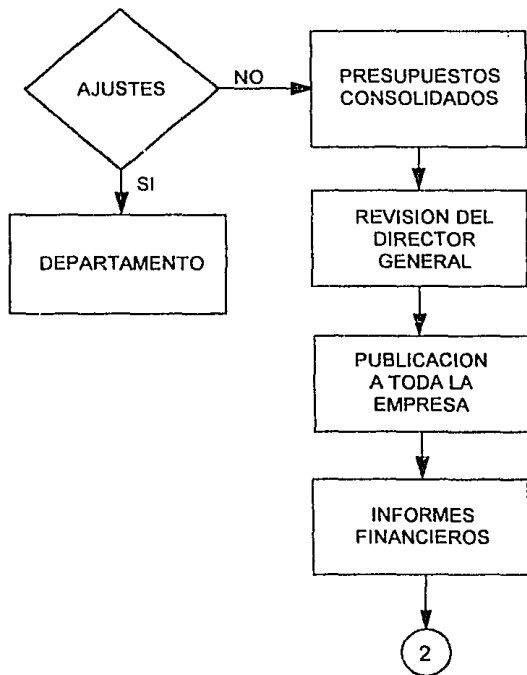 AJUSTES
NO
PRESUPUESTOS
CONSOLIDADOS
SI
DEPARTAMENTO
REVISION DEL
DIRECTOR
GENERAL
PUBLICACION
A TODA LA
EMPRESA
INFORMES
FINANCIEROS
2